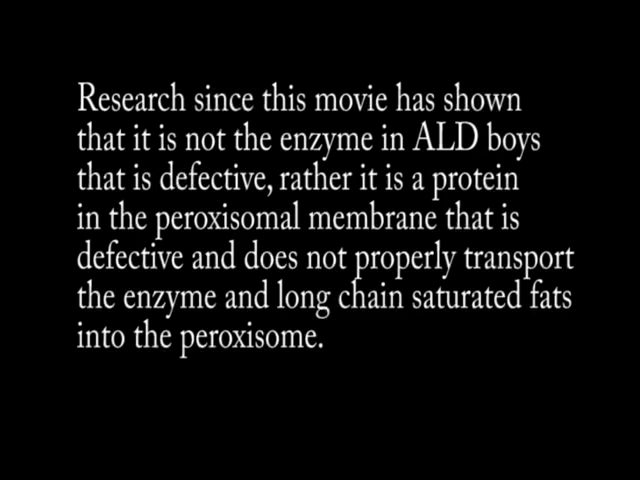 Research since this movie has shown
that it is not the enzyme in ALD boys
that is defective, rather it is a protein
in the peroxisomal membrane that is
defective and does not properly transport
the enzyme and long chain saturated fats
into the peroxisome.